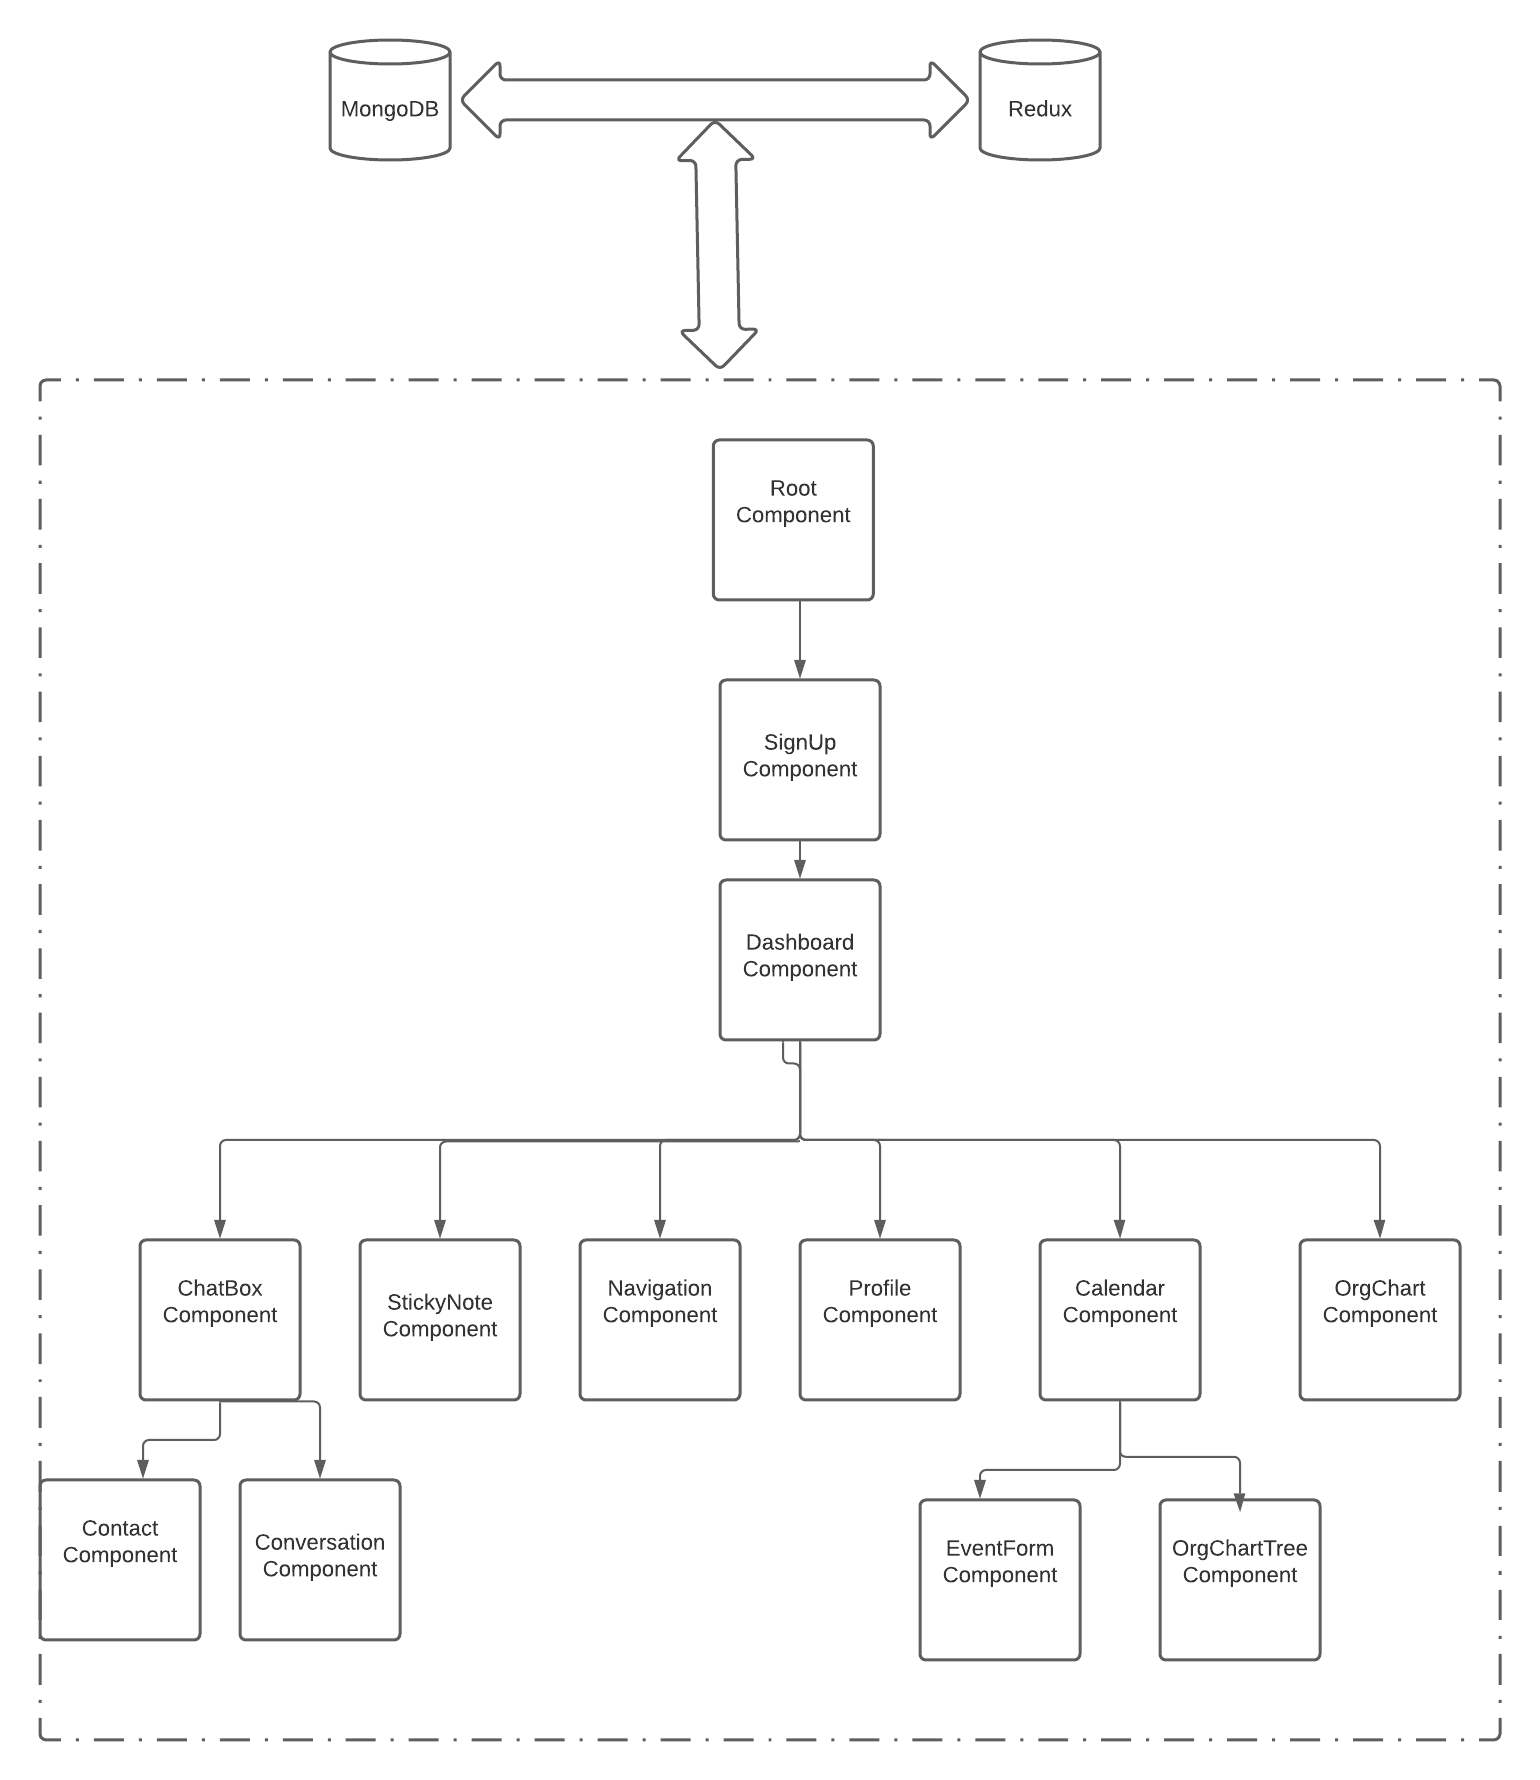 MongoDB
Redux
Root
Component
SignUp
Component
Dashboard
Component
ChatBox
Component
StickyNote
Component
Navigation
Component
Profile
Component
Calendar
Component
OrgChart
Component
Contact
Component
Conversation
Component
EventForm
Component
OrgChartTree
Component